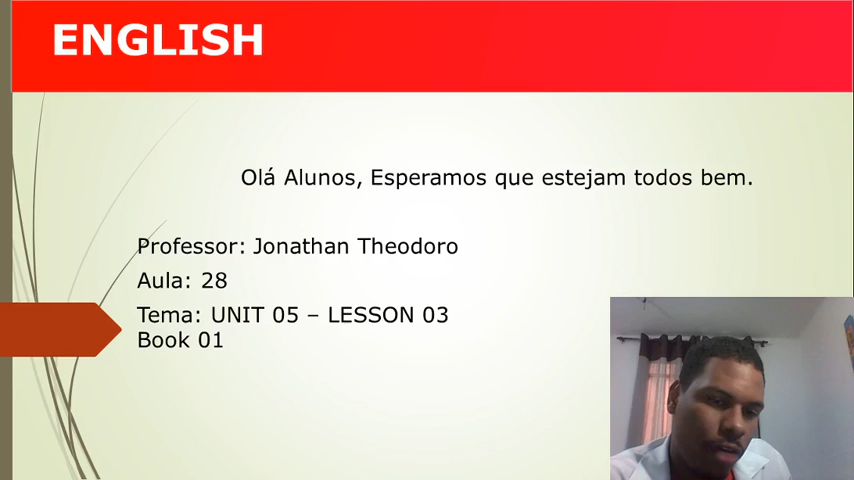 ENGLISH
Olá Alunos, Esperamos que estejam todos bem.
Professor: Jonathan Theodoro
Aula: 28
Tema: UNIT 05 – LESSON 03
Book 01